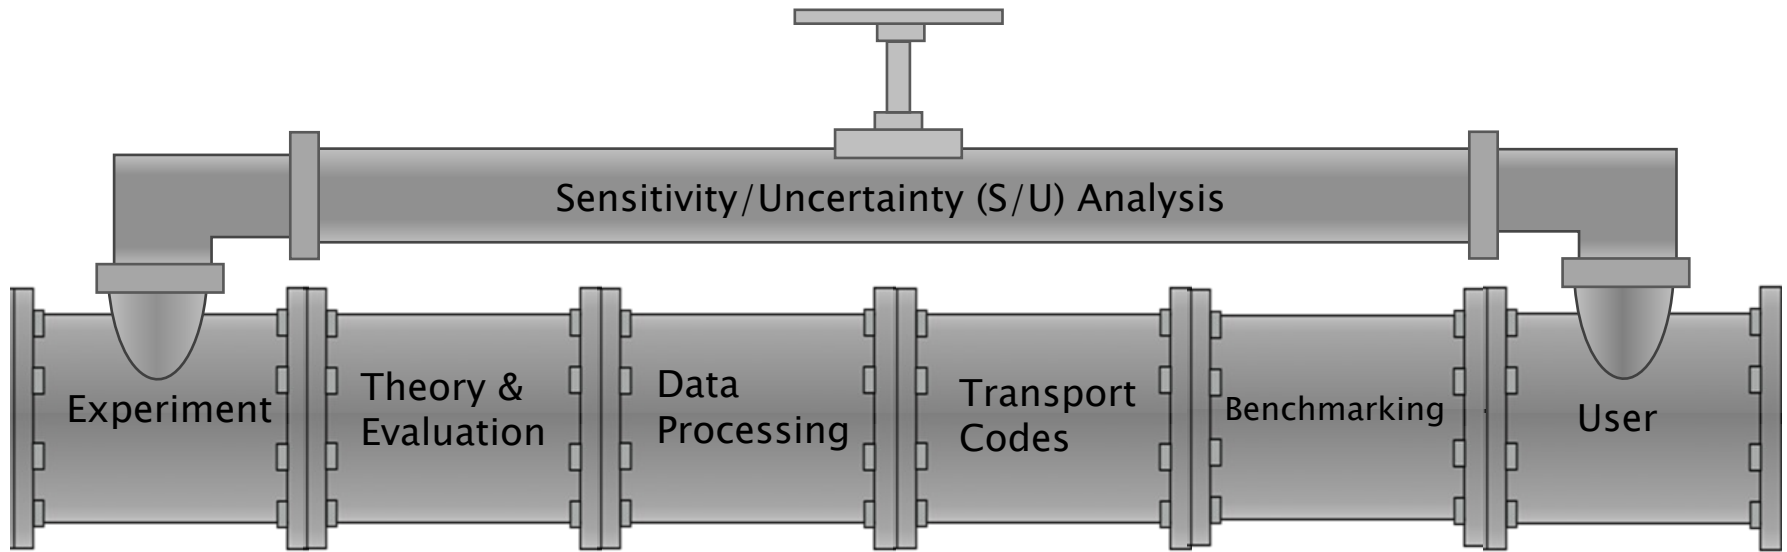 Sensitivity/Uncertainty (S/U) Analysis
Experiment
Theory &
Evaluation
Data
Processing
Transport
Codes
Benchmarking
User